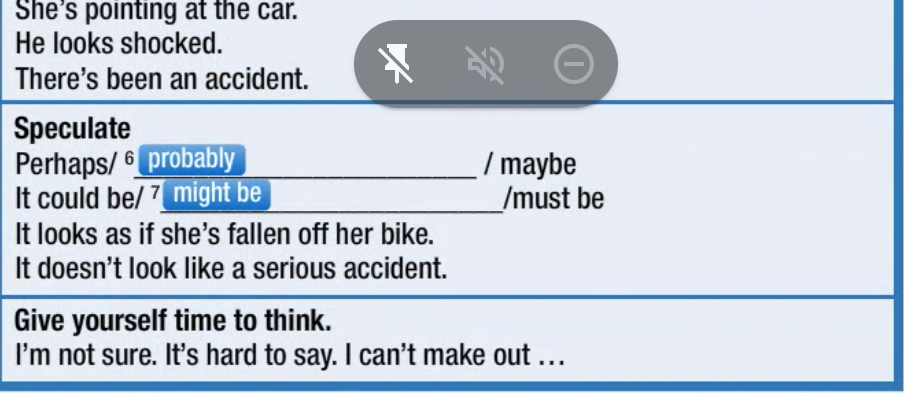 She's pointing at the car.
He looks shocked.
There's been an accident.
Speculate
Perhaps/ 6 probably / maybe
It could be/ 7 might be /must be
It looks as if she's fallen off her bike.
It doesn't look like a serious accident.
Give yourself time to think.
I'm not sure. It's hard to say. I can't make out ...